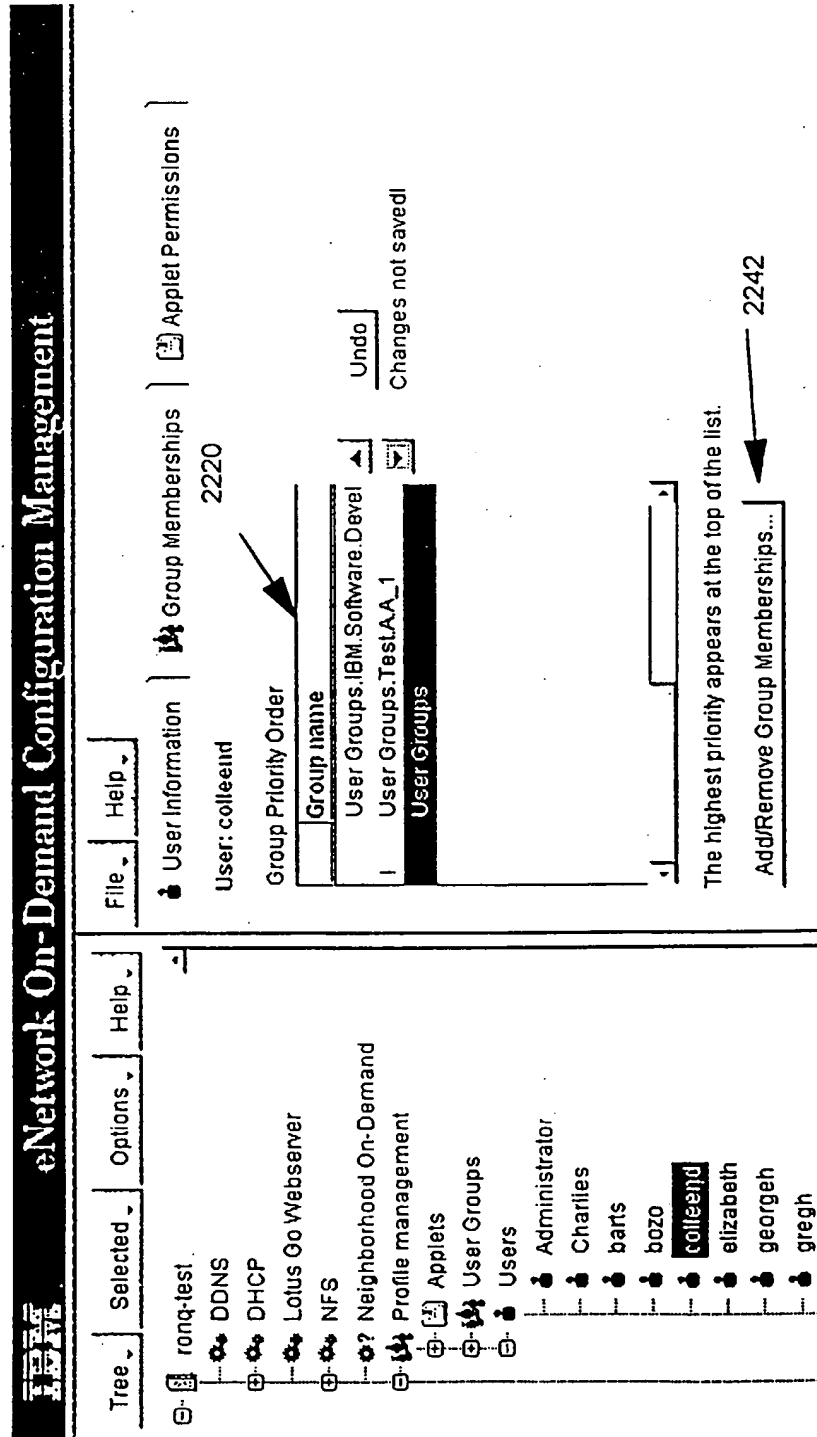 IBM eNetwork On-Demand Configuration Management
Tree Selected Options Help
ronq-test
DDNS
DHCP
Lotus Go Webserver
NFS
Neighborhood On-Demand
Profile management
Applets
User Groups
Users
Administrator
Charlies
barts
bozo
colleend
elizabeth
georgeh
gregh
File Help
User Information Group Memberships Applet Permissions
User: colleend
2220
Group Priority Order
Group name
User Groups.IBM.Software.Devel
User Groups.Test.AA_1
User Groups
Undo
Changes not saved!
The highest priority appears at the top of the list.
Add/Remove Group Memberships...
2242